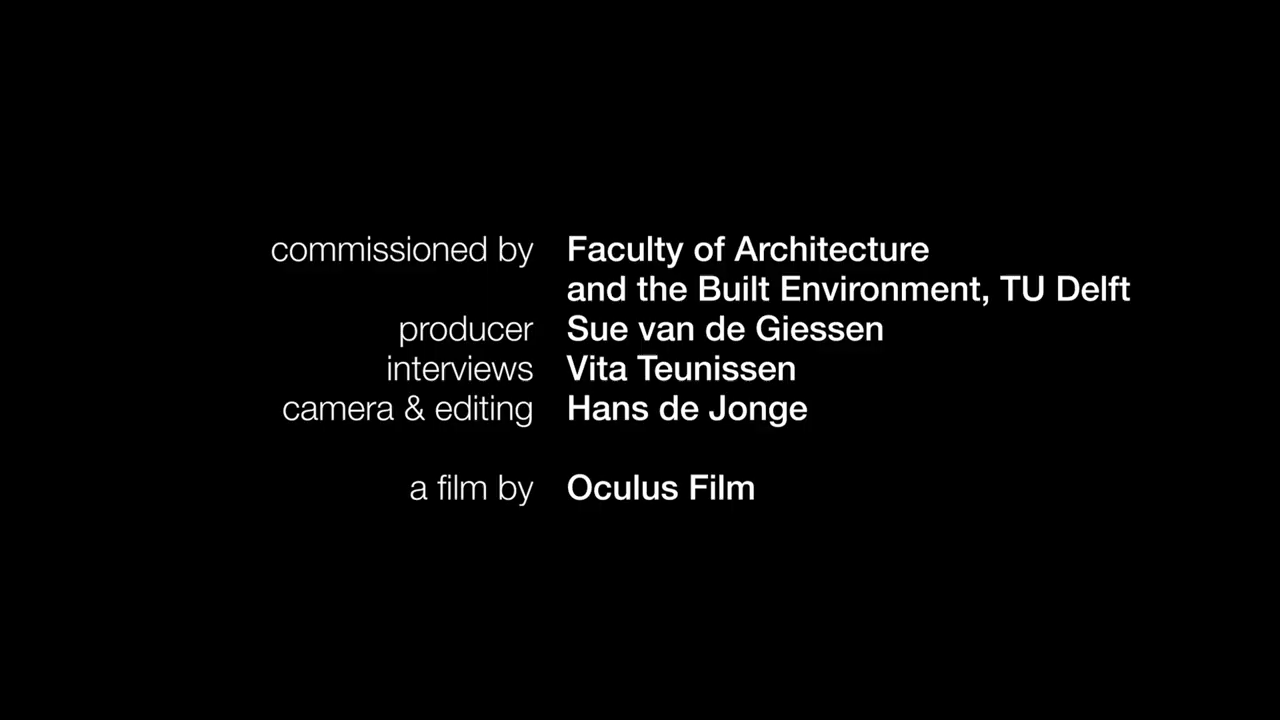 commissioned by Faculty of Architecture
and the Built Environment, TU Delft
producer Sue van de Giessen
interviews Vita Teunissen
camera & editing Hans de Jonge
a film by Oculus Film